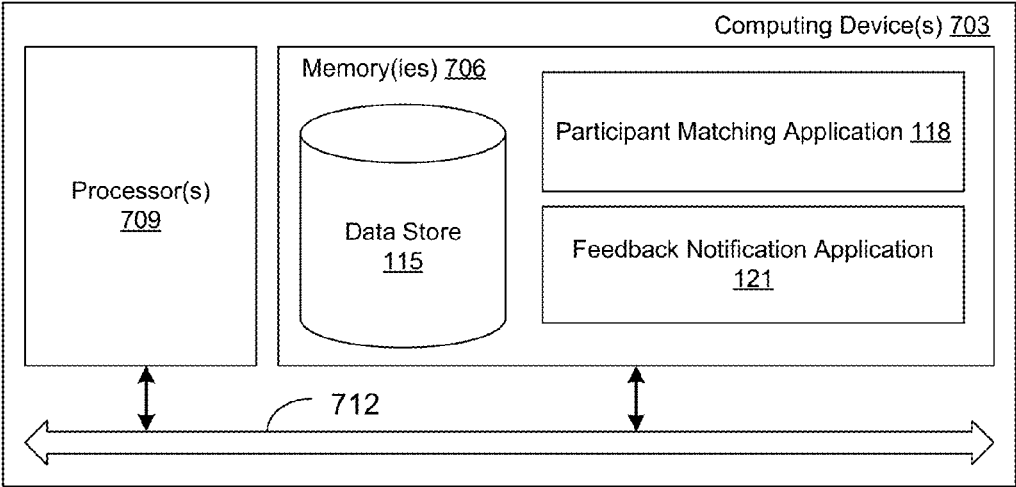 Computing Device(s) 703
Memory(ies) 706
Participant Matching Application 118
Processor(s)
709
Data Store
115
Feedback Notification Application
121
712